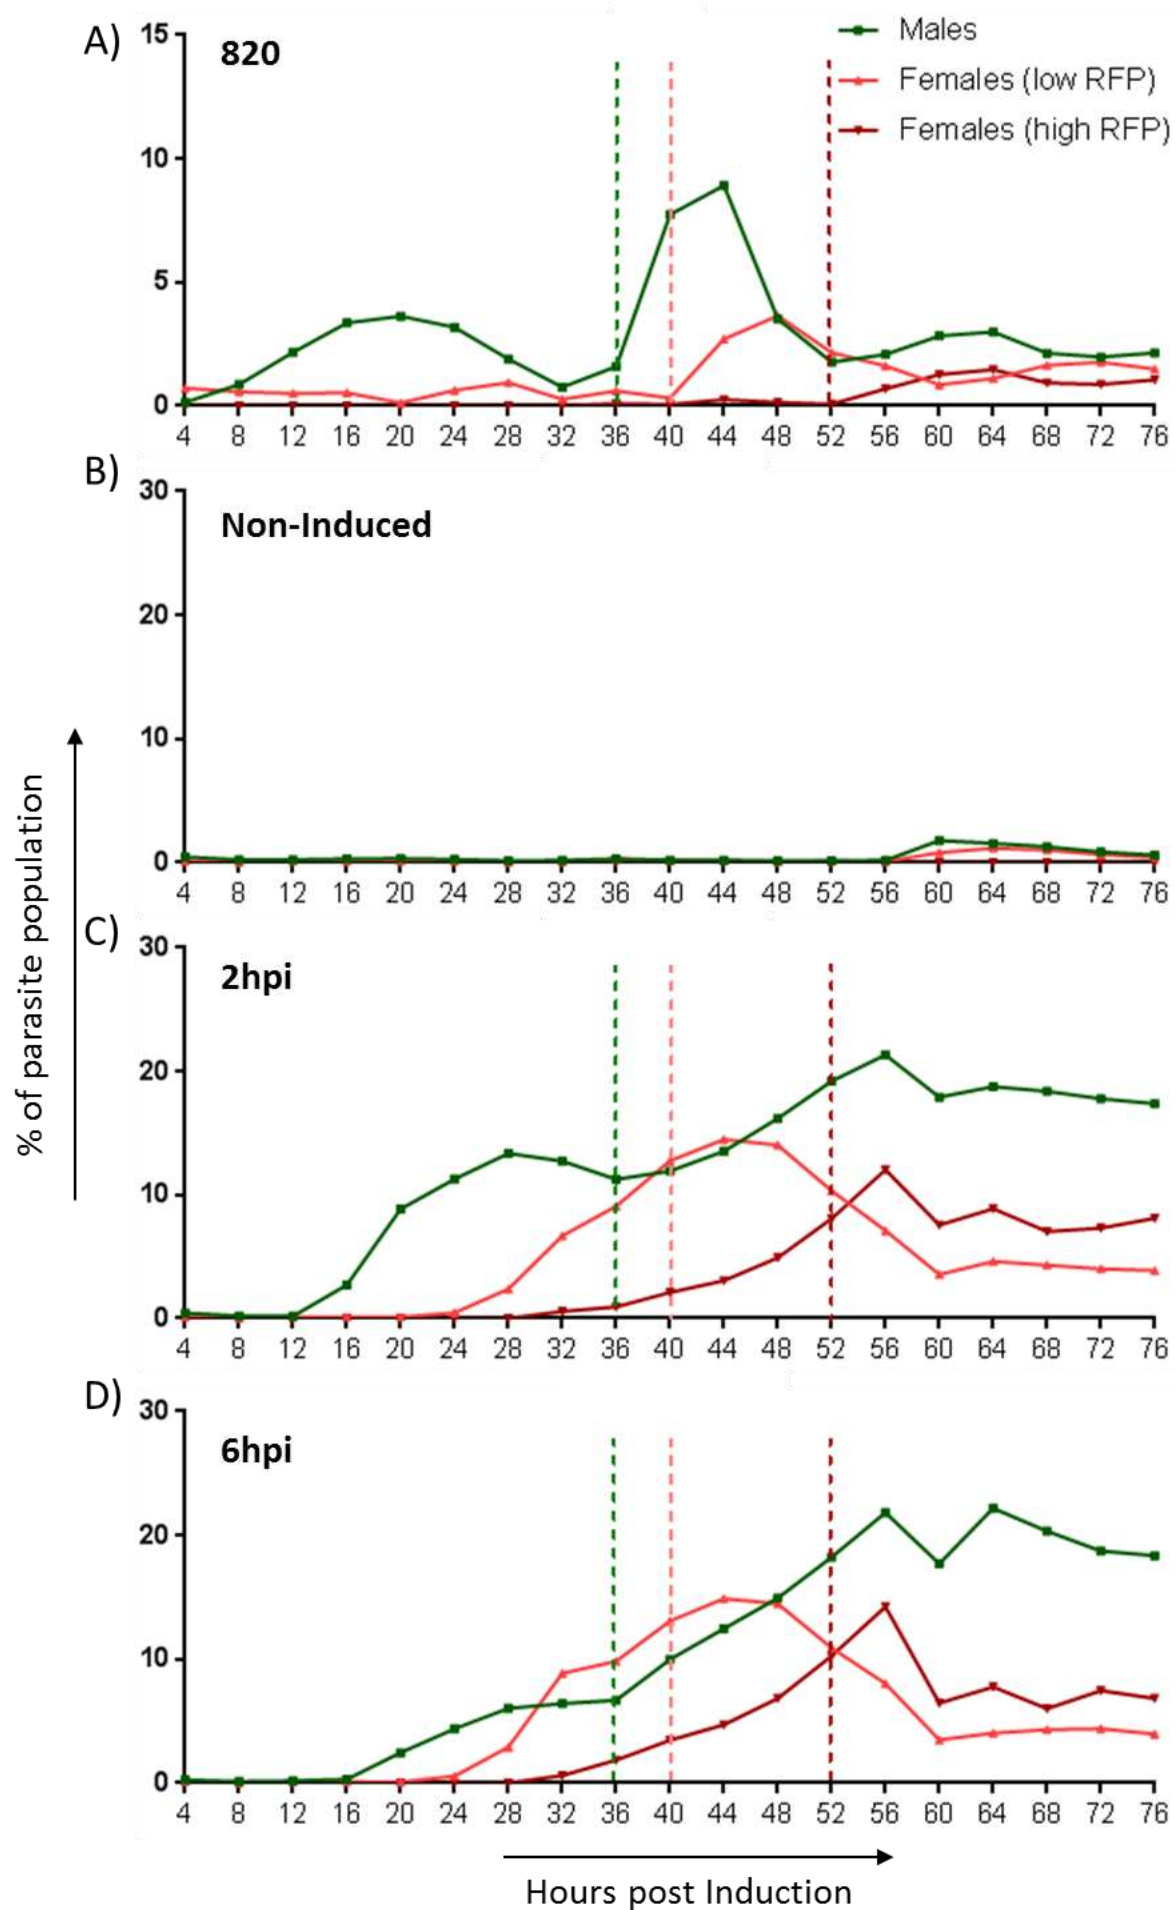 A)
820
Males
Females (low RFP)
Females (high RFP)
15
10
5
0
4 8 12 16 20 24 28 32 36 40 44 48 52 56 60 64 68 72 76
B)
Non-Induced
30
20
10
0
4 8 12 16 20 24 28 32 36 40 44 48 52 56 60 64 68 72 76
% of parasite population
C)
2hpi
30
20
10
0
4 8 12 16 20 24 28 32 36 40 44 48 52 56 60 64 68 72 76
D)
6hpi
30
20
10
0
4 8 12 16 20 24 28 32 36 40 44 48 52 56 60 64 68 72 76
Hours post Induction